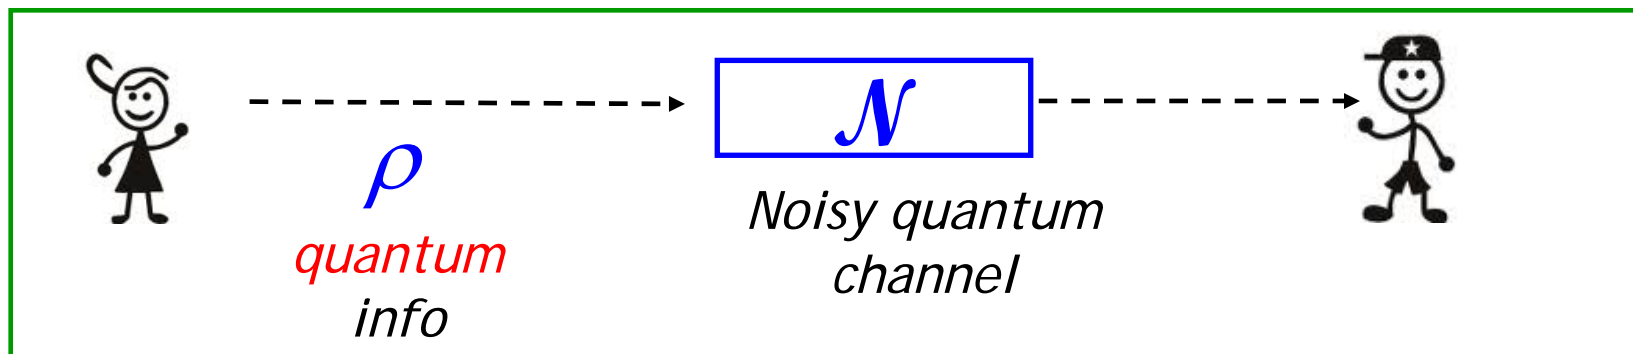 𝒩
ρ
Noisy quantum
channel
quantum
info